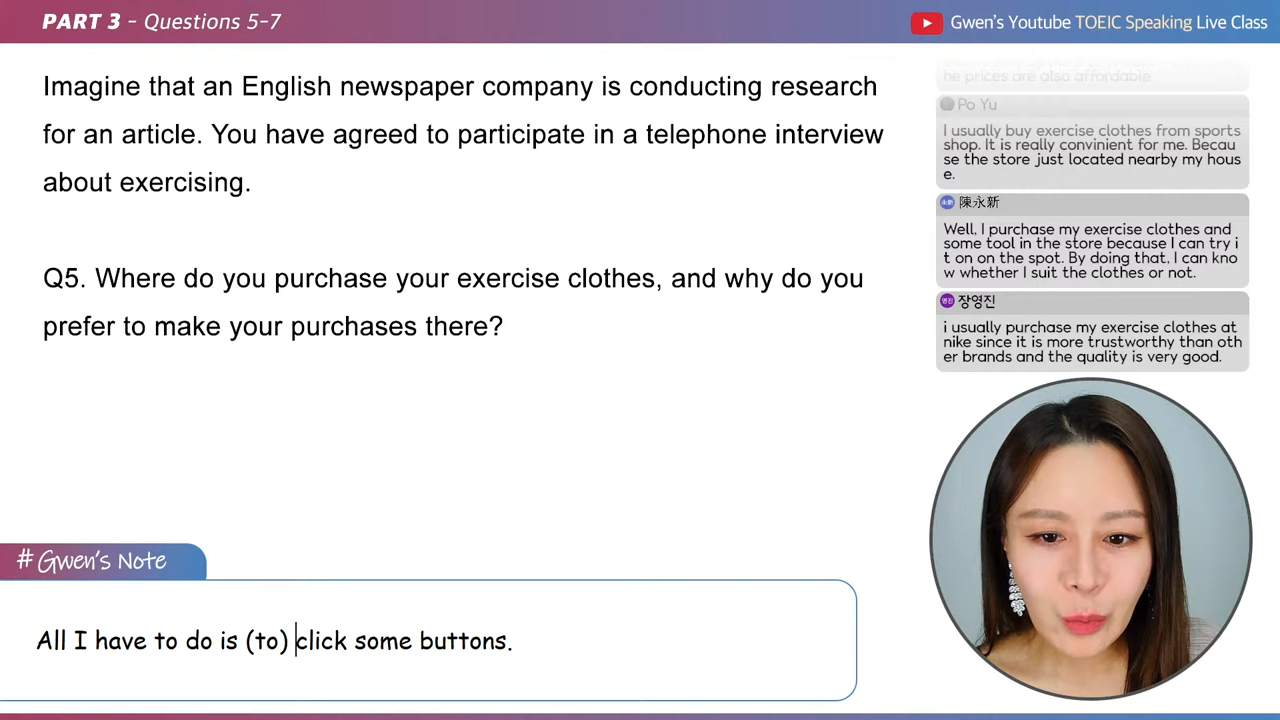 PART 3 - Questions 5-7
Gwen's Youtube TOEIC Speaking Live Class
Imagine that an English newspaper company is conducting research
for an article. You have agreed to participate in a telephone interview
about exercising.
Q5. Where do you purchase your exercise clothes, and why do you
prefer to make your purchases there?
he prices are also affordable.
Po Yu
I usually buy exercise clothes from sports
shop. It is really convinient for me. Becau
se the store just located nearby my hous
e.
陳永新
Well, I purchase my exercise clothes and
some tool in the store because I can try i
t on on the spot. By doing that, I can kno
w whether I suit the clothes or not.
장영진
i usually purchase my exercise clothes at
nike since it is more trustworthy than oth
er brands and the quality is very good.
# Gwen's Note
All I have to do is (to) click some buttons.